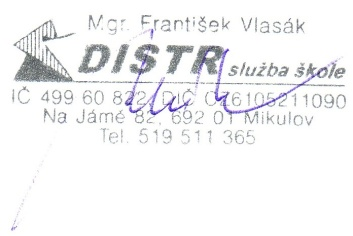 Mgr. František Vlasák
DISTR služba škole
IČ 499 60 822, DIČ CZ6105211090
Na Jámě 82, 692 01 Mikulov
Tel. 519 511 365